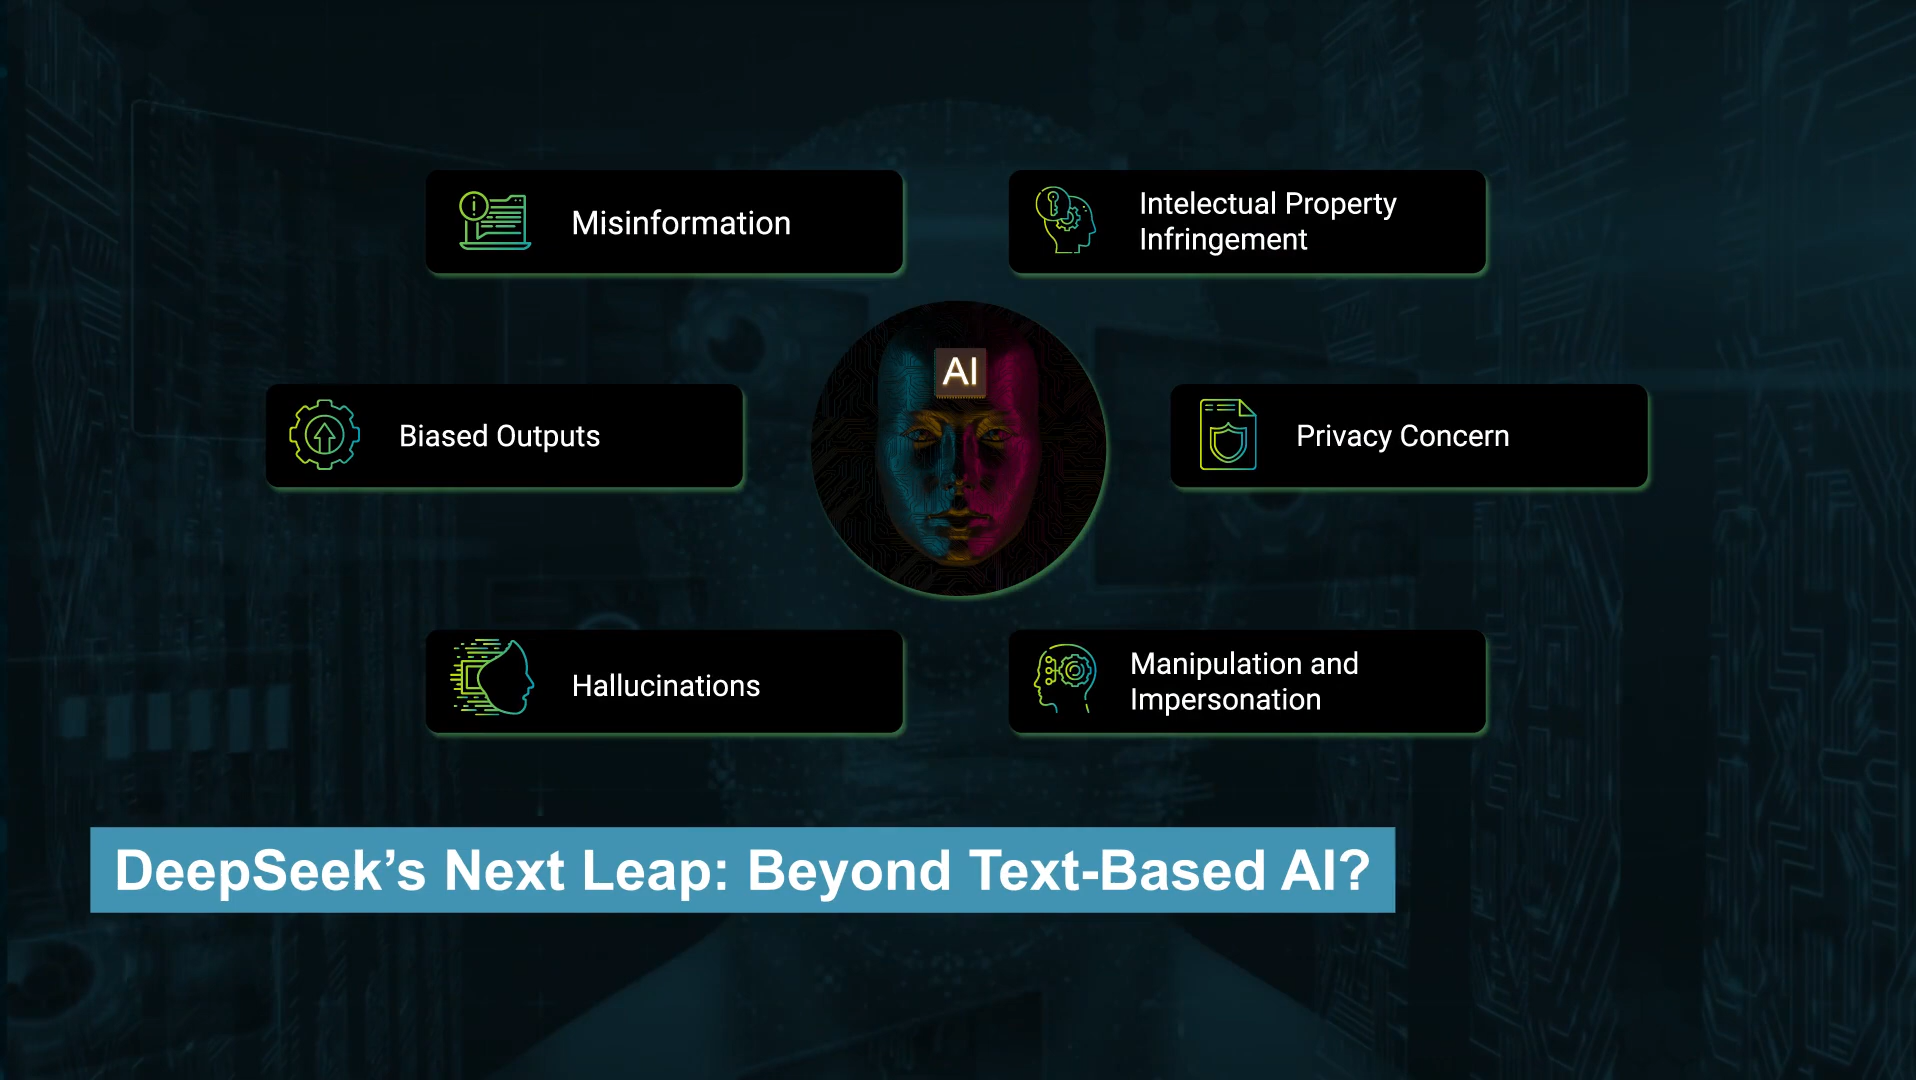 Misinformation
Intelectual Property
Infringement
AI
Biased Outputs
Privacy Concern
Hallucinations
Manipulation and
Impersonation
DeepSeek’s Next Leap: Beyond Text-Based AI?